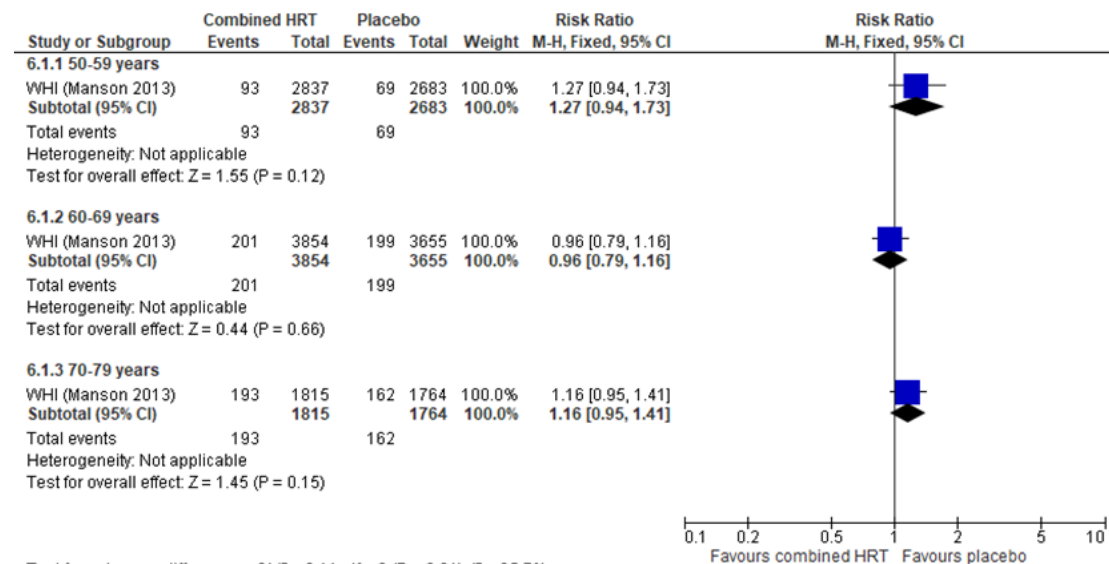 Combined HRT Placebo Risk Ratio Risk Ratio
Study or Subgroup Events Total Events Total Weight M-H, Fixed, 95% CI M-H, Fixed, 95% CI
6.1.1 50-59 years
WHI (Manson 2013) 93 2837 69 2683 100.0% 1.27 [0.94, 1.73]
Subtotal (95% CI) 2837 2683 100.0% 1.27 [0.94, 1.73]
Total events 93 69
Heterogeneity: Not applicable
Test for overall effect: Z = 1.55 (P = 0.12)
6.1.2 60-69 years
WHI (Manson 2013) 201 3854 199 3655 100.0% 0.96 [0.79, 1.16]
Subtotal (95% CI) 3854 3655 100.0% 0.96 [0.79, 1.16]
Total events 201 199
Heterogeneity: Not applicable
Test for overall effect: Z = 0.44 (P = 0.66)
6.1.3 70-79 years
WHI (Manson 2013) 193 1815 162 1764 100.0% 1.16 [0.95, 1.41]
Subtotal (95% CI) 1815 1764 100.0% 1.16 [0.95, 1.41]
Total events 193 162
Heterogeneity: Not applicable
Test for overall effect: Z = 1.45 (P = 0.15)
0.1 0.2 0.5 1 2 5 10
Favours combined HRT Favours placebo